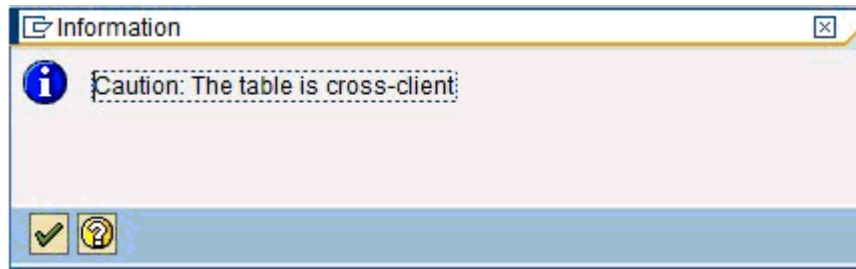 Information
Caution: The table is cross-client